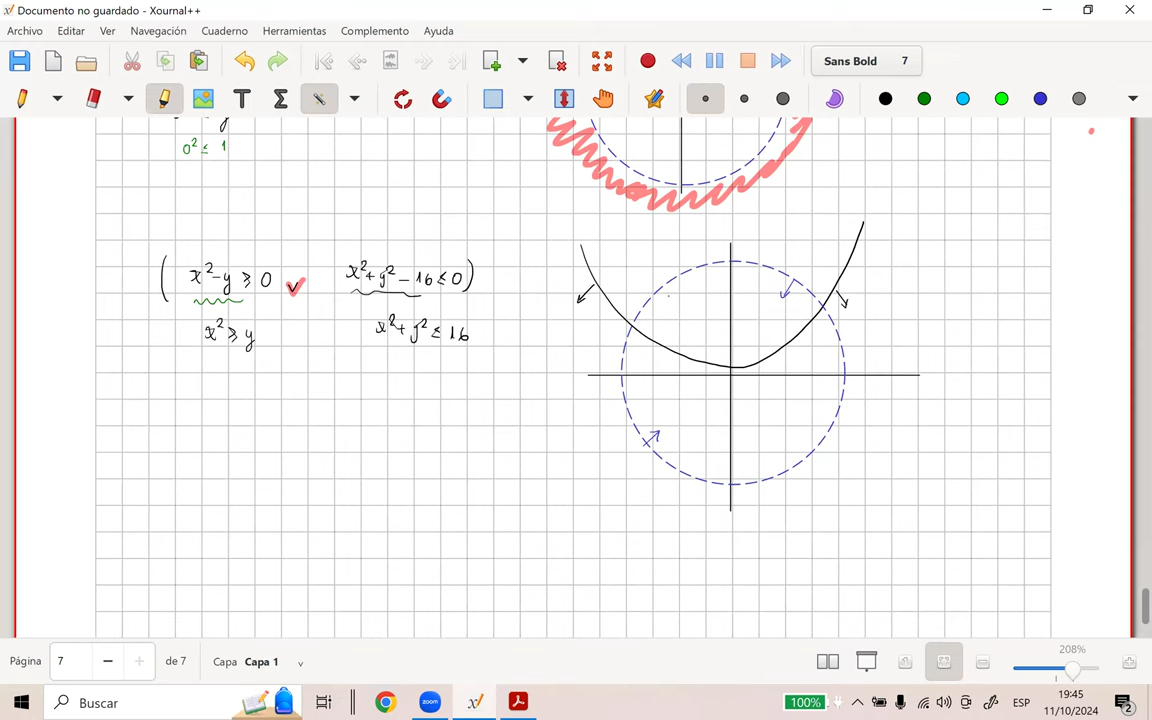 Documento no guardado - Xournal++
Archivo Editar Ver Navegación Cuaderno Herramientas Complemento Ayuda
Sans Bold 7
0² ≤ 1
( x²-y ⩾ 0 ∨ x²+y²-16 ≤ 0)
x² ⩾ y x²+y² ≤ 16
Página 7 de 7 Capa Capa 1 208%
Buscar 100% ESP 19:45
11/10/2024 2